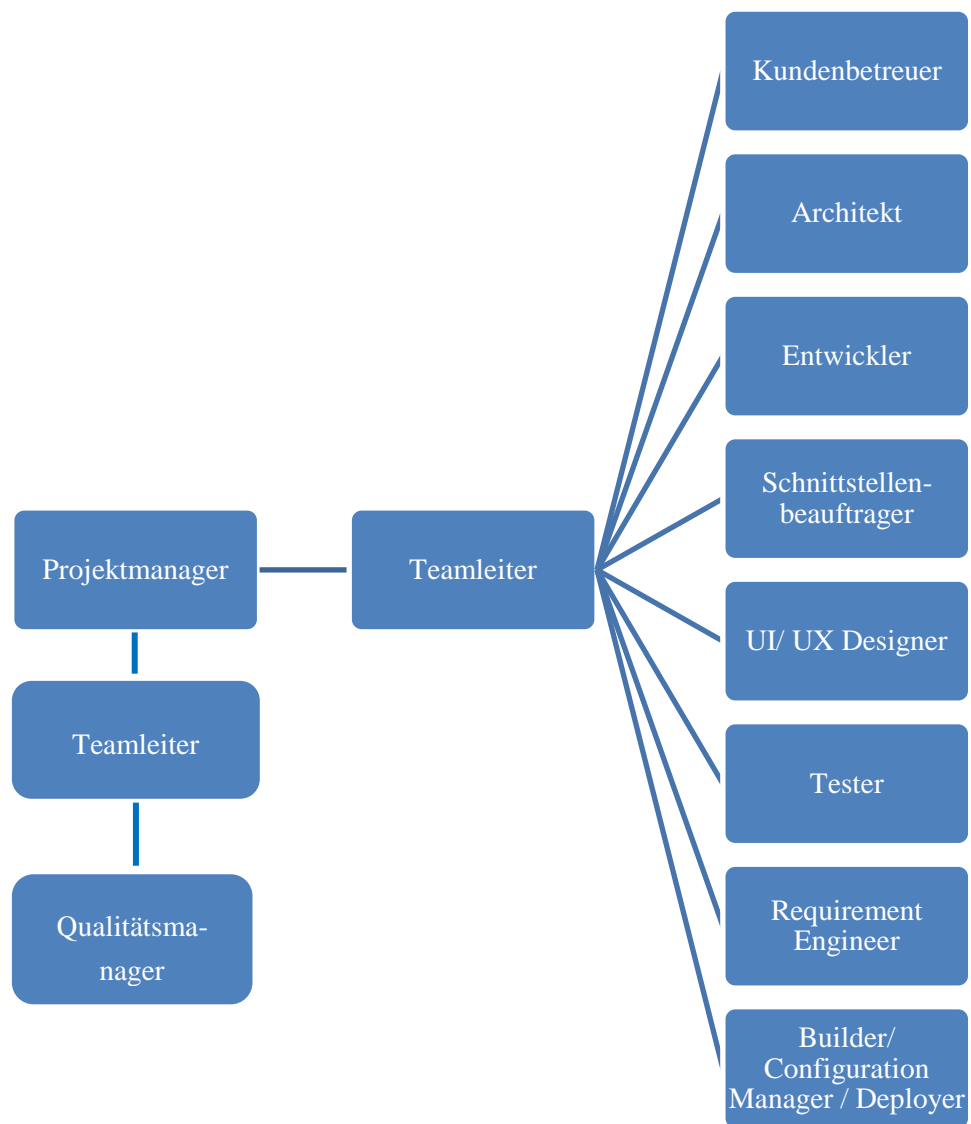 Kundenbetreuer
Architekt
Entwickler
Schnittstellen-
beauftrager
Projektmanager
Teamleiter
UI/ UX Designer
Teamleiter
Tester
Qualitätsma-
nager
Requirement
Engineer
Builder/
Configuration
Manager / Deployer